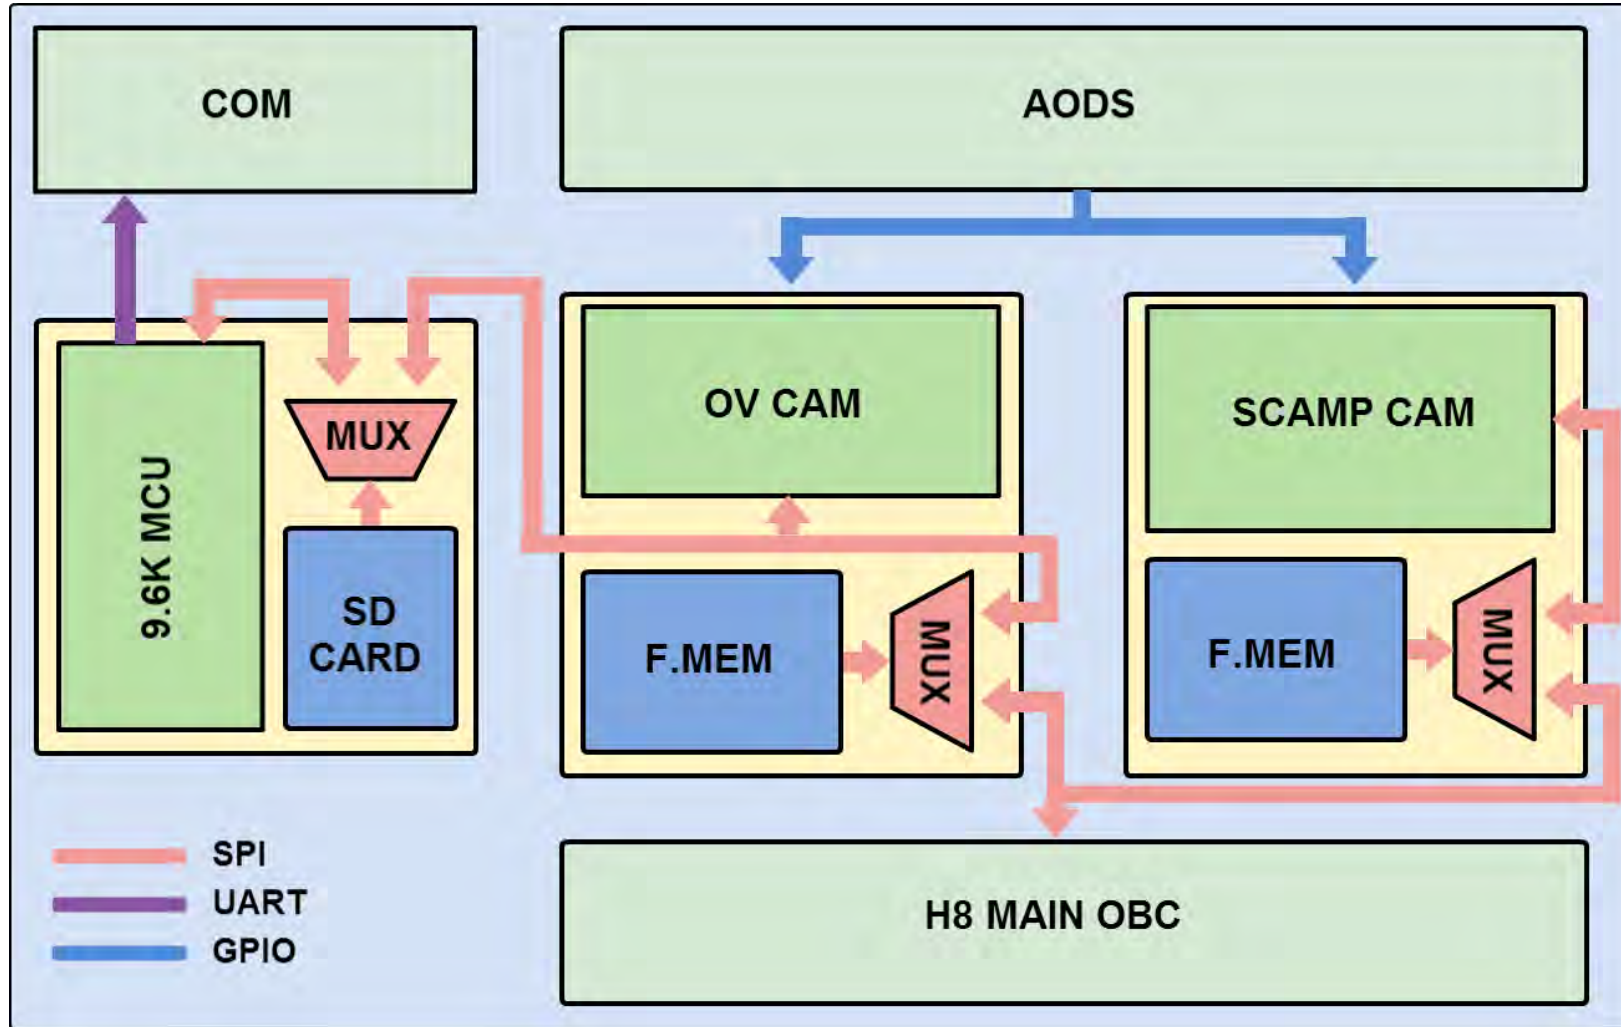 COM
AODS
OV CAM
SCAMP CAM
MUX
9.6K MCU
SD
CARD
F.MEM
MUX
F.MEM
MUX
SPI
UART
GPIO
H8 MAIN OBC